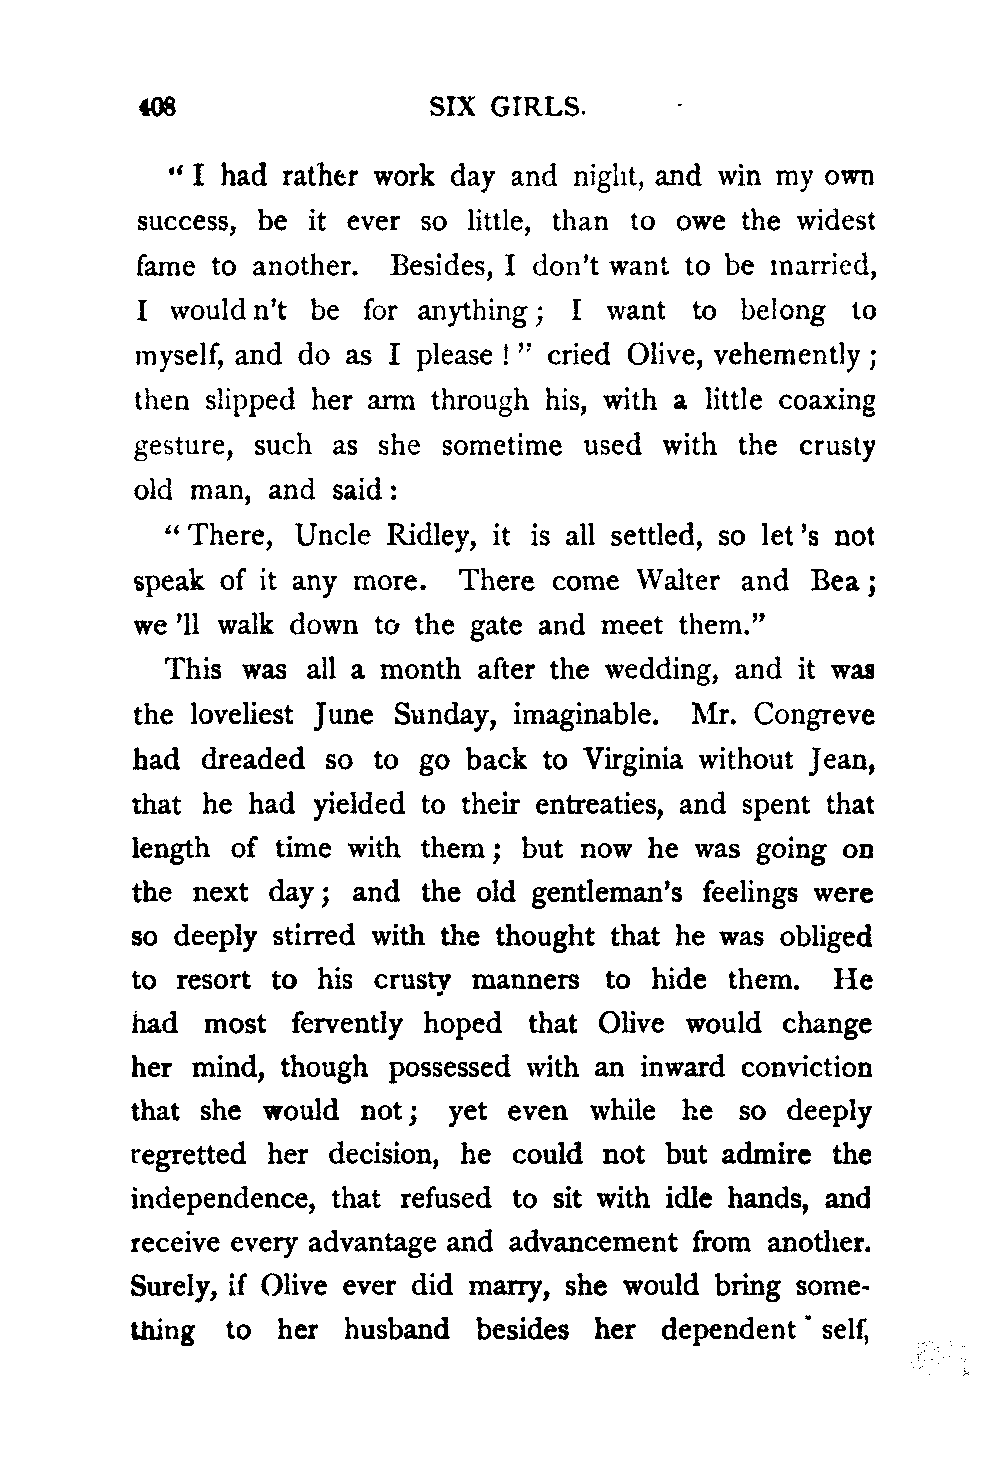 408 SIX GIRLS.
“ I had rather work day and night, and win my own
success, be it ever so little, than to owe the widest
fame to another. Besides, I don't want to be married,
I would n't be for anything ; I want to belong to
myself, and do as I please ! ” cried Olive, vehemently ;
then slipped her arm through his, with a little coaxing
gesture, such as she sometime used with the crusty
old man, and said :
“ There, Uncle Ridley, it is all settled, so let 's not
speak of it any more. There come Walter and Bea ;
we 'll walk down to the gate and meet them.”
This was all a month after the wedding, and it was
the loveliest June Sunday, imaginable. Mr. Congreve
had dreaded so to go back to Virginia without Jean,
that he had yielded to their entreaties, and spent that
length of time with them ; but now he was going on
the next day ; and the old gentleman's feelings were
so deeply stirred with the thought that he was obliged
to resort to his crusty manners to hide them. He
had most fervently hoped that Olive would change
her mind, though possessed with an inward conviction
that she would not ; yet even while he so deeply
regretted her decision, he could not but admire the
independence, that refused to sit with idle hands, and
receive every advantage and advancement from another.
Surely, if Olive ever did marry, she would bring some-
thing to her husband besides her dependent self,